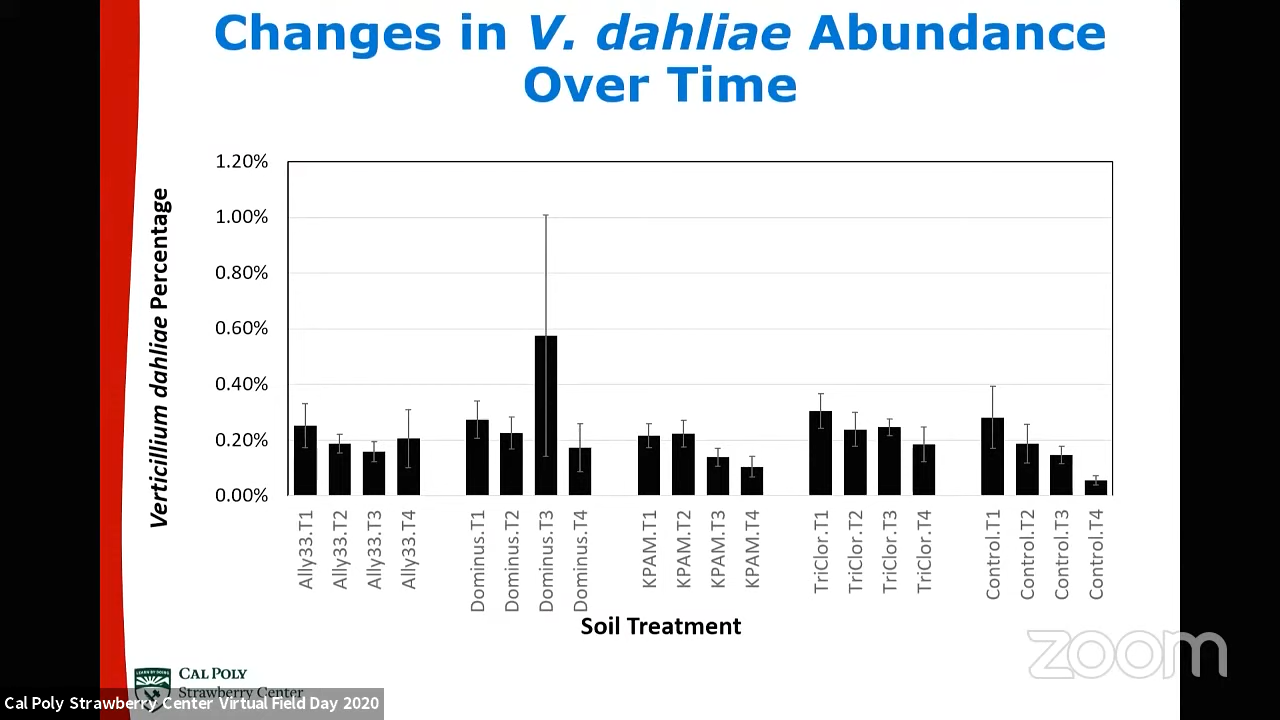 Changes in V. dahliae Abundance
Over Time
Verticillium dahliae Percentage
1.20%
1.00%
0.80%
0.60%
0.40%
0.20%
0.00%
Ally33.T1
Ally33.T2
Ally33.T3
Ally33.T4
Dominus.T1
Dominus.T2
Dominus.T3
Dominus.T4
KPAM.T1
KPAM.T2
KPAM.T3
KPAM.T4
TriClor.T1
TriClor.T2
TriClor.T3
TriClor.T4
Control.T1
Control.T2
Control.T3
Control.T4
Soil Treatment
zoom
LEARN BY DOING
CAL POLY
Strawberry Center
Cal Poly Strawberry Center Virtual Field Day 2020